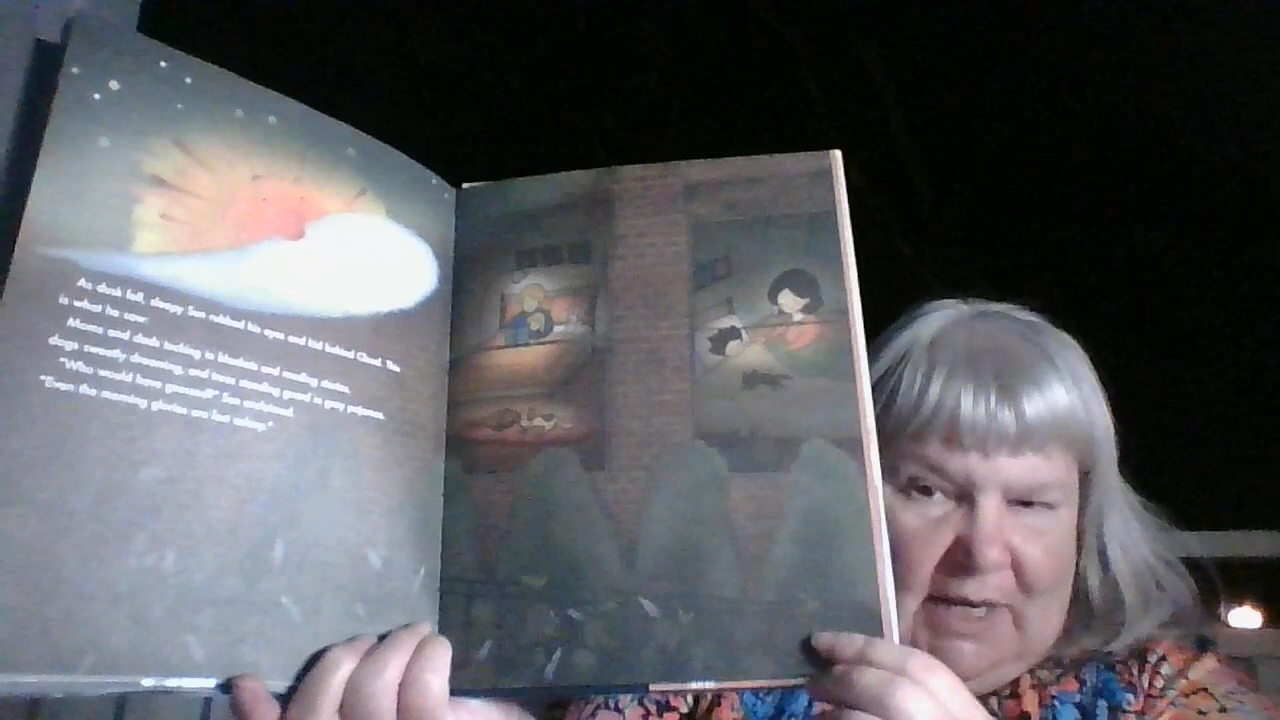 As dusk fell, sleepy Sun rubbed his eyes and hid behind Cloud. This
is what he saw:
Moms and dads tucking in blankets and reading stories,
dogs sweetly dreaming, and trees standing guard in gray pajamas.
"Who would have guessed?" Sun exclaimed.
"Even the morning glories are fast asleep."